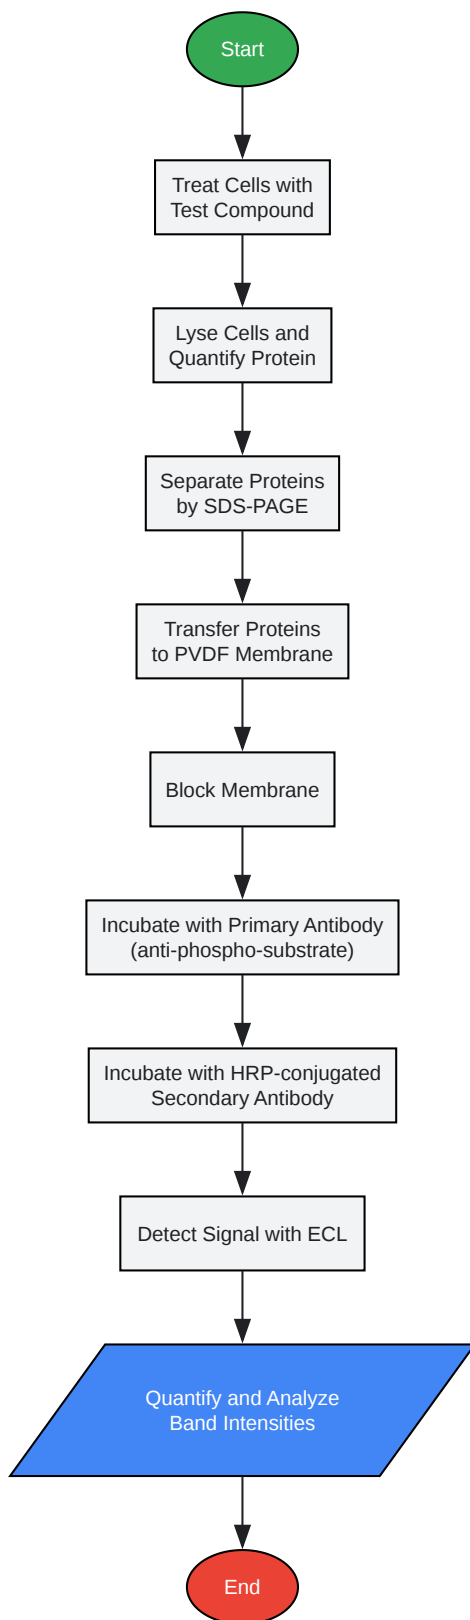 Start
Treat Cells with
Test Compound
Lyse Cells and
Quantify Protein
Separate Proteins
by SDS-PAGE
Transfer Proteins
to PVDF Membrane
Block Membrane
Incubate with Primary Antibody
(anti-phospho-substrate)
Incubate with HRP-conjugated
Secondary Antibody
Detect Signal with ECL
Quantify and Analyze
Band Intensities
End